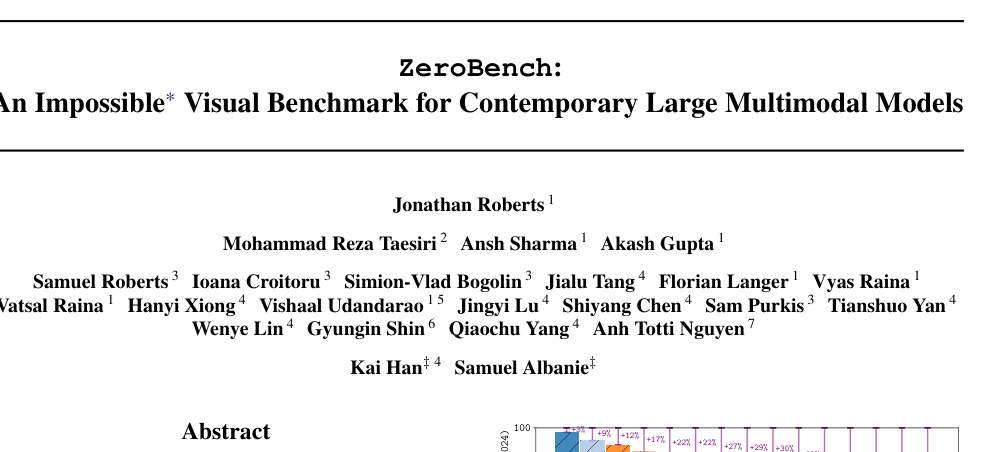 ZeroBench:
An Impossible* Visual Benchmark for Contemporary Large Multimodal Models
Jonathan Roberts 1
Mohammad Reza Taesiri 2 Ansh Sharma 1 Akash Gupta 1
Samuel Roberts 3 Ioana Croitoru 3 Simion-Vlad Bogolin 3 Jialu Tang 4 Florian Langer 1 Vyas Raina 1
Vatsal Raina 1 Hanyi Xiong 4 Vishaal Udandarao 1 5 Jingyi Lu 4 Shiyang Chen 4 Sam Purkis 3 Tianshuo Yan 4
Wenye Lin 4 Gyungin Shin 6 Qiaochu Yang 4 Anh Totti Nguyen 7
Kai Han‡ 4 Samuel Albanie‡
Abstract
100
+9% +12% +17% +22% +22% +27% +29% +30%